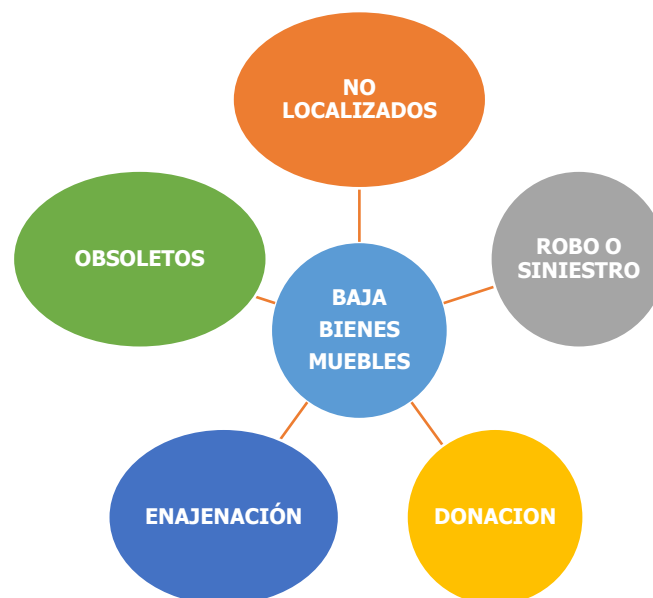 NO
LOCALIZADOS
ROBO O
SINIESTRO
OBSOLETOS
BAJA
BIENES
MUEBLES
ENAJENACIÓN
DONACION